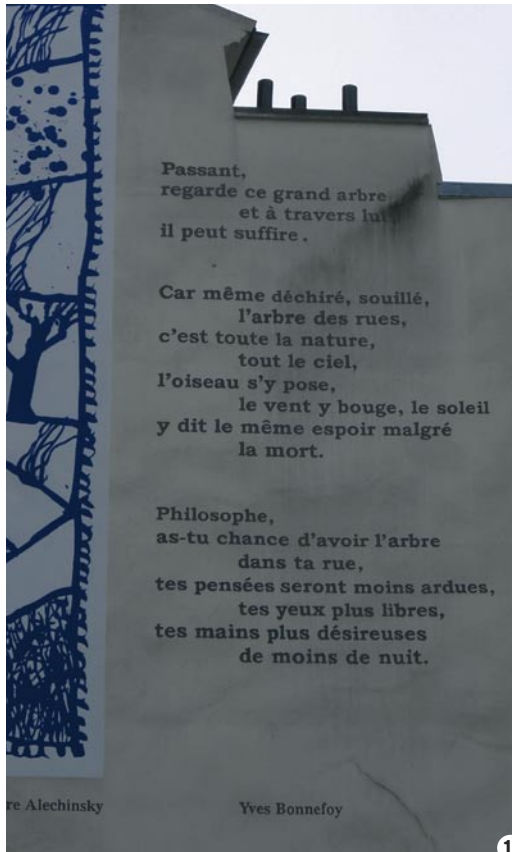 Passant,
regarde ce grand arbre
et à travers lui
il peut suffire.
Car même déchiré, souillé,
l'arbre des rues,
c'est toute la nature,
tout le ciel,
l'oiseau s'y pose,
le vent y bouge, le soleil
y dit le même espoir malgré
la mort.
Philosophe,
as-tu chance d'avoir l'arbre
dans ta rue,
tes pensées seront moins ardues,
tes yeux plus libres,
tes mains plus désireuses
de moins de nuit.
re Alechinsky
Yves Bonnefoy
1